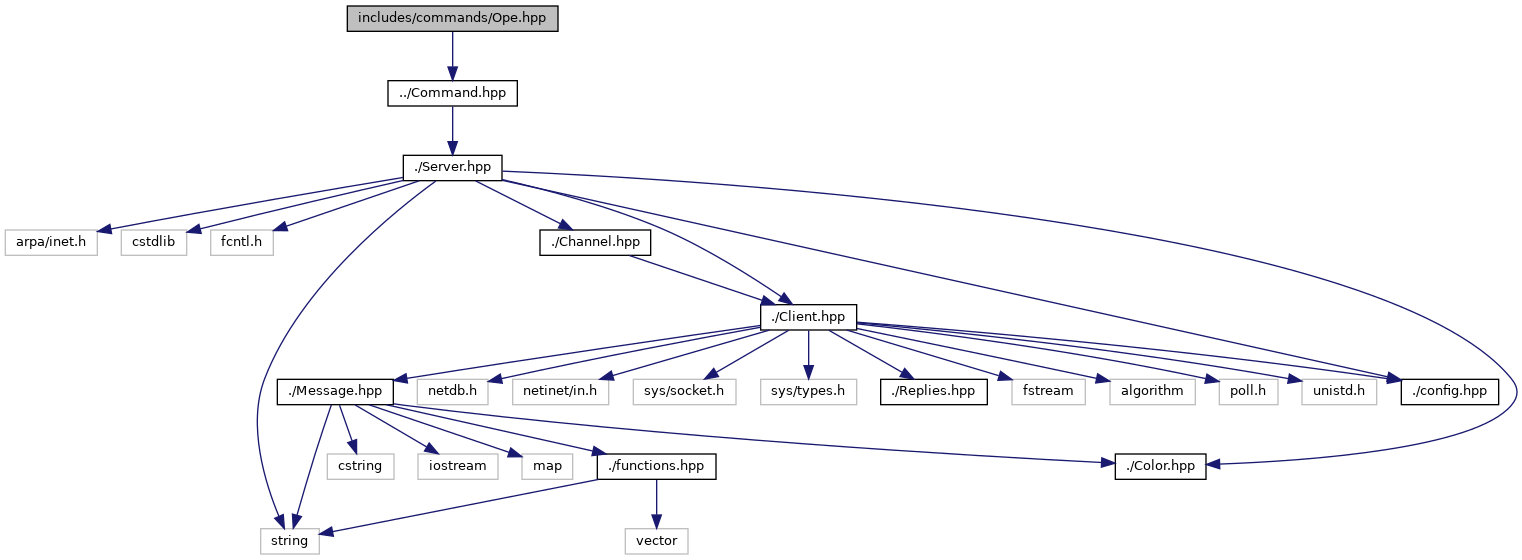 includes/commands/Ope.hpp
../Command.hpp
./Server.hpp
arpa/inet.h
cstdlib
fcntl.h
./Channel.hpp
./Client.hpp
./Message.hpp
netdb.h
netinet/in.h
sys/socket.h
sys/types.h
./Replies.hpp
fstream
algorithm
poll.h
unistd.h
./config.hpp
cstring
iostream
map
./functions.hpp
./Color.hpp
string
vector